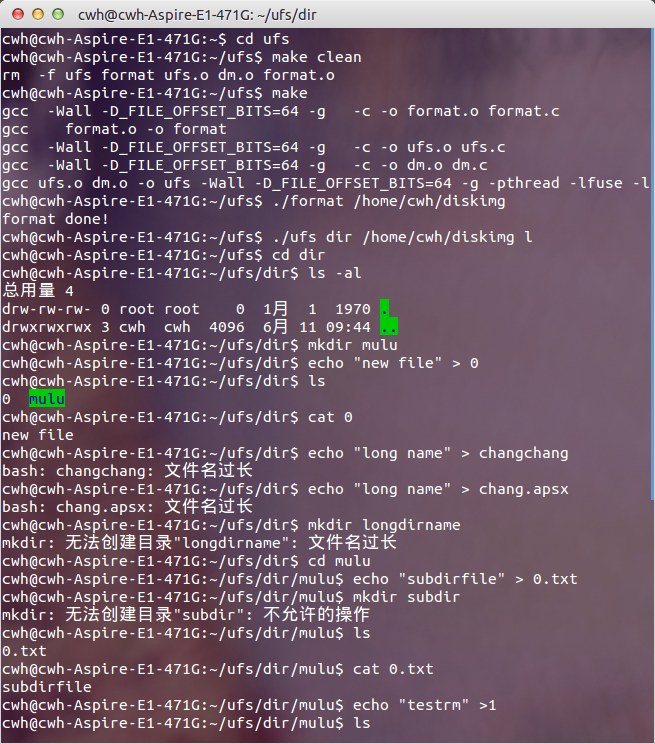 cwh@cwh-Aspire-E1-471G: ~/ufs/dir
cwh@cwh-Aspire-E1-471G:~$ cd ufs
cwh@cwh-Aspire-E1-471G:~/ufs$ make clean
rm  -f ufs format ufs.o dm.o format.o
cwh@cwh-Aspire-E1-471G:~/ufs$ make
gcc  -Wall -D_FILE_OFFSET_BITS=64 -g   -c -o format.o format.c
gcc    format.o -o format
gcc  -Wall -D_FILE_OFFSET_BITS=64 -g   -c -o ufs.o ufs.c
gcc  -Wall -D_FILE_OFFSET_BITS=64 -g   -c -o dm.o dm.c
gcc ufs.o dm.o -o ufs -Wall -D_FILE_OFFSET_BITS=64 -g -pthread -lfuse -l
cwh@cwh-Aspire-E1-471G:~/ufs$ ./format /home/cwh/diskimg
format done!
cwh@cwh-Aspire-E1-471G:~/ufs$ ./ufs dir /home/cwh/diskimg l
cwh@cwh-Aspire-E1-471G:~/ufs$ cd dir
cwh@cwh-Aspire-E1-471G:~/ufs/dir$ ls -al
总用量 4
drw-rw-rw- 0 root root    0  1月  1  1970 .
drwxrwxrwx 3 cwh  cwh  4096  6月 11 09:44 ..
cwh@cwh-Aspire-E1-471G:~/ufs/dir$ mkdir mulu
cwh@cwh-Aspire-E1-471G:~/ufs/dir$ echo "new file" > 0
cwh@cwh-Aspire-E1-471G:~/ufs/dir$ ls
0  mulu
cwh@cwh-Aspire-E1-471G:~/ufs/dir$ cat 0
new file
cwh@cwh-Aspire-E1-471G:~/ufs/dir$ echo "long name" > changchang
bash: changchang: 文件名过长
cwh@cwh-Aspire-E1-471G:~/ufs/dir$ echo "long name" > chang.apsx
bash: chang.apsx: 文件名过长
cwh@cwh-Aspire-E1-471G:~/ufs/dir$ mkdir longdirname
mkdir: 无法创建目录"longdirname": 文件名过长
cwh@cwh-Aspire-E1-471G:~/ufs/dir$ cd mulu
cwh@cwh-Aspire-E1-471G:~/ufs/dir/mulu$ echo "subdirfile" > 0.txt
cwh@cwh-Aspire-E1-471G:~/ufs/dir/mulu$ mkdir subdir
mkdir: 无法创建目录"subdir": 不允许的操作
cwh@cwh-Aspire-E1-471G:~/ufs/dir/mulu$ ls
0.txt
cwh@cwh-Aspire-E1-471G:~/ufs/dir/mulu$ cat 0.txt
subdirfile
cwh@cwh-Aspire-E1-471G:~/ufs/dir/mulu$ echo "testrm" >1
cwh@cwh-Aspire-E1-471G:~/ufs/dir/mulu$ ls